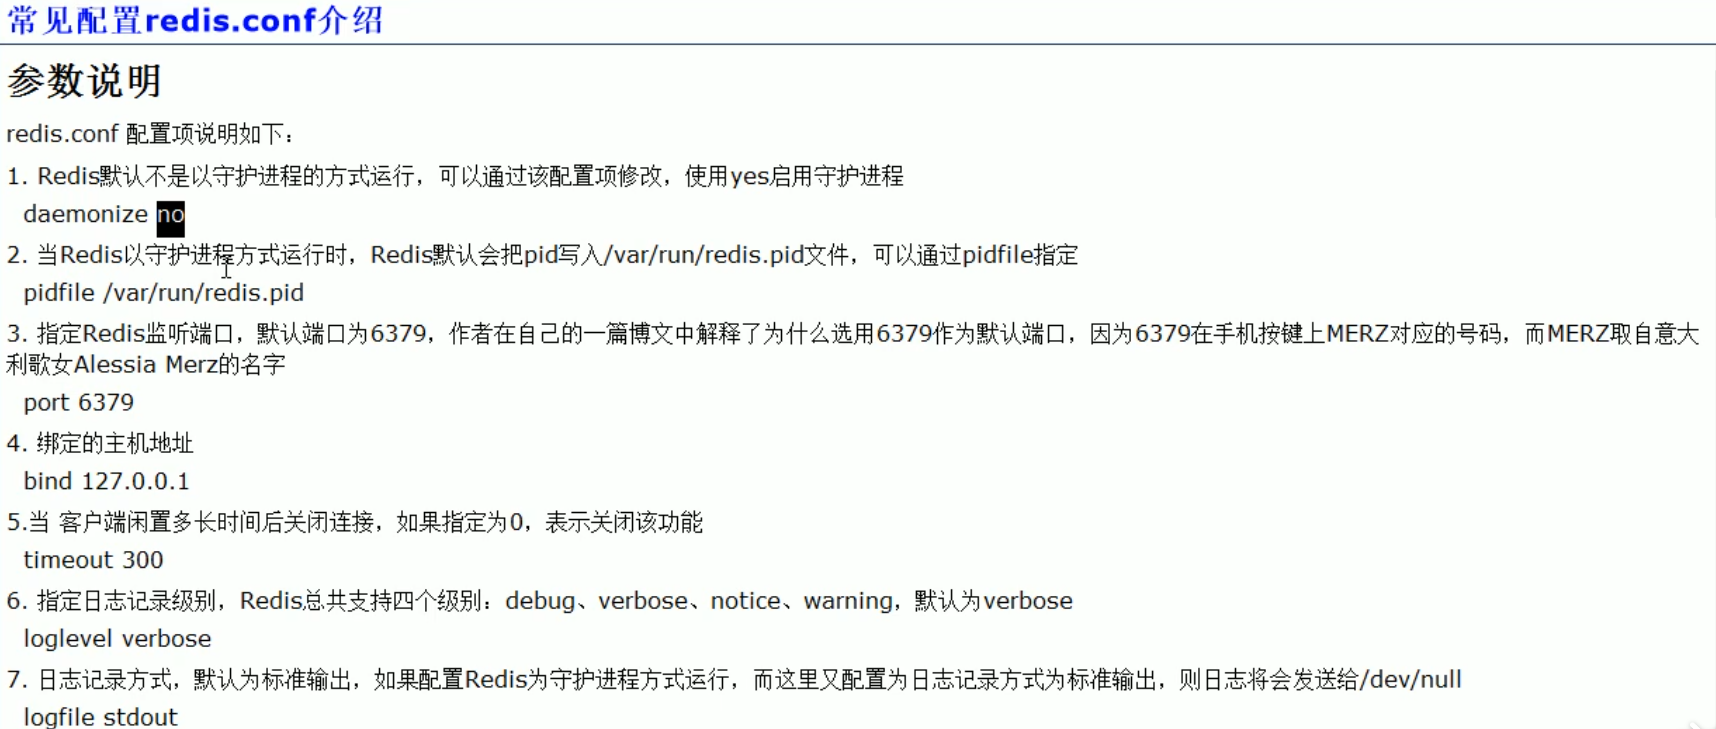 常见配置redis.conf介绍
参数说明
redis.conf 配置项说明如下：
1. Redis默认不是以守护进程的方式运行，可以通过该配置项修改，使用yes启用守护进程
daemonize no
2. 当Redis以守护进程方式运行时，Redis默认会把pid写入/var/run/redis.pid文件，可以通过pidfile指定
pidfile /var/run/redis.pid
3. 指定Redis监听端口，默认端口为6379，作者在自己的一篇博文中解释了为什么选用6379作为默认端口，因为6379在手机按键上MERZ对应的号码，而MERZ取自意大
利歌女Alessia Merz的名字
port 6379
4. 绑定的主机地址
bind 127.0.0.1
5.当 客户端闲置多长时间后关闭连接，如果指定为0，表示关闭该功能
timeout 300
6. 指定日志记录级别，Redis总共支持四个级别：debug、verbose、notice、warning，默认为verbose
loglevel verbose
7. 日志记录方式，默认为标准输出，如果配置Redis为守护进程方式运行，而这里又配置为日志记录方式为标准输出，则日志将会发送给/dev/null
logfile stdout